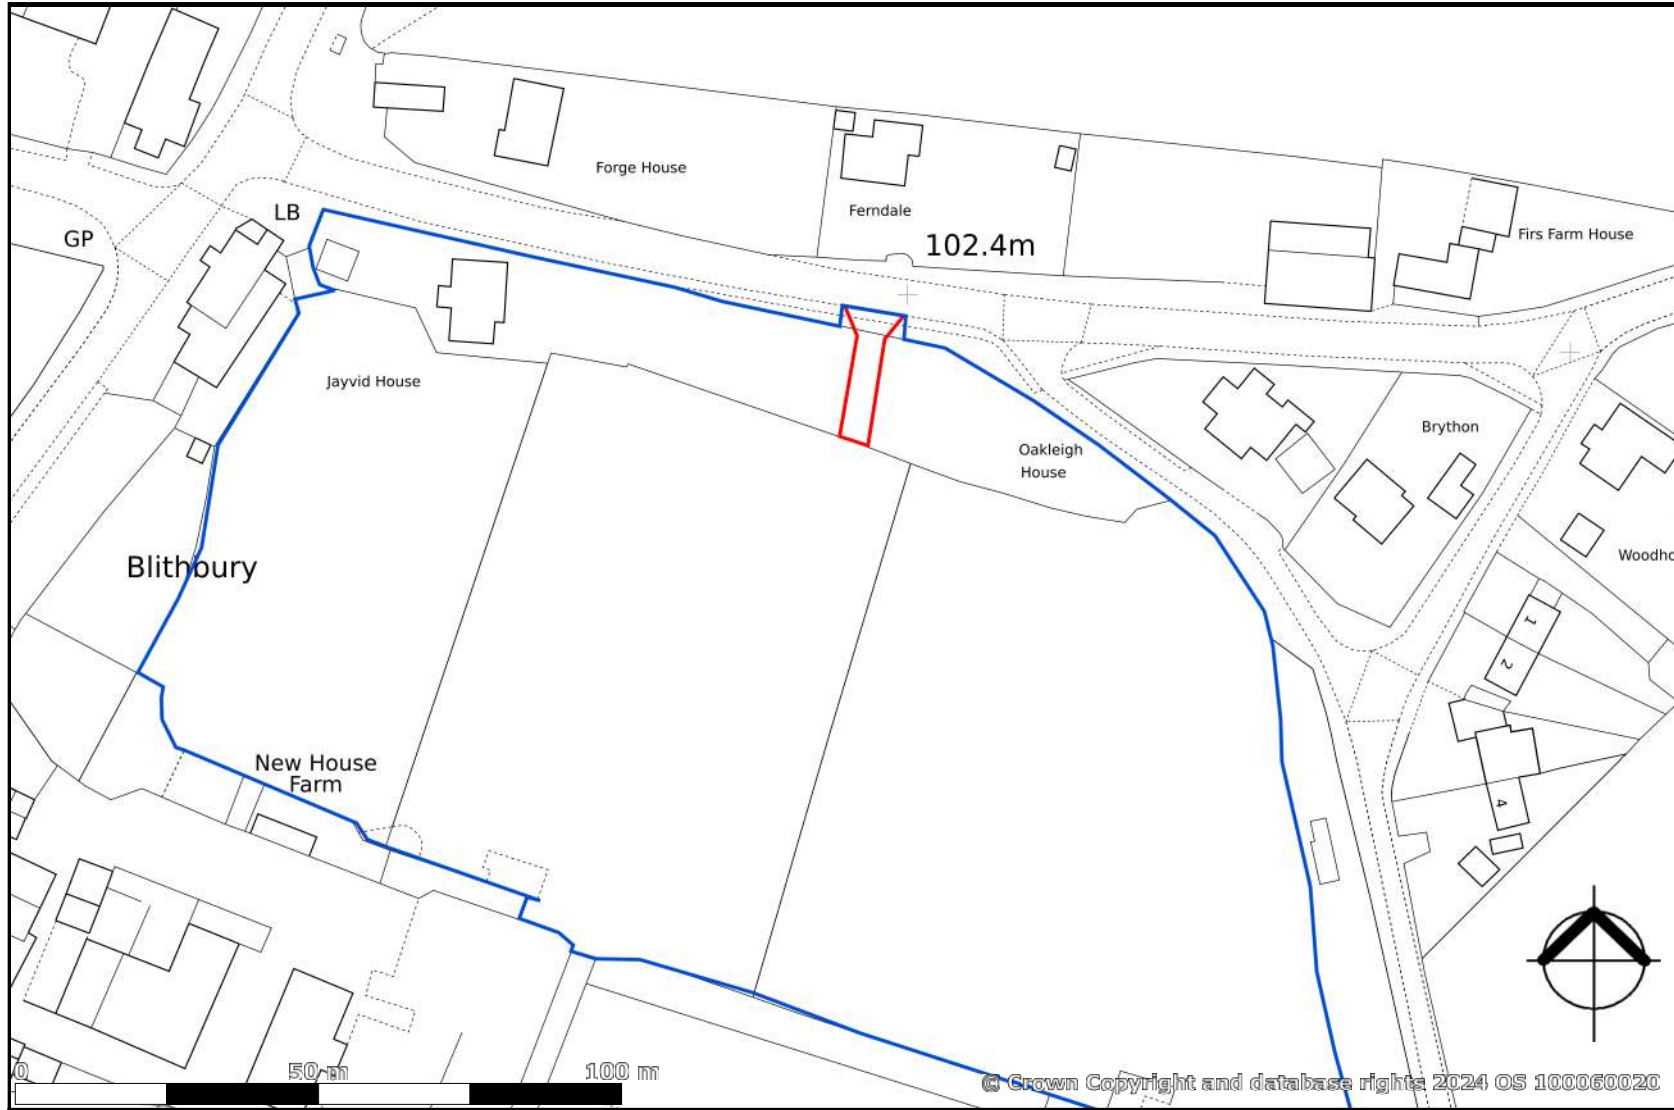 Forge House
LB
Ferndale
GP
Firs Farm House
102.4m
Jayvid House
Brython
Oakleigh
House
Blithbury
1
2
New House
Farm
4
0
50 m
100 m
© Crown Copyright and database rights 2024 OS 100060020